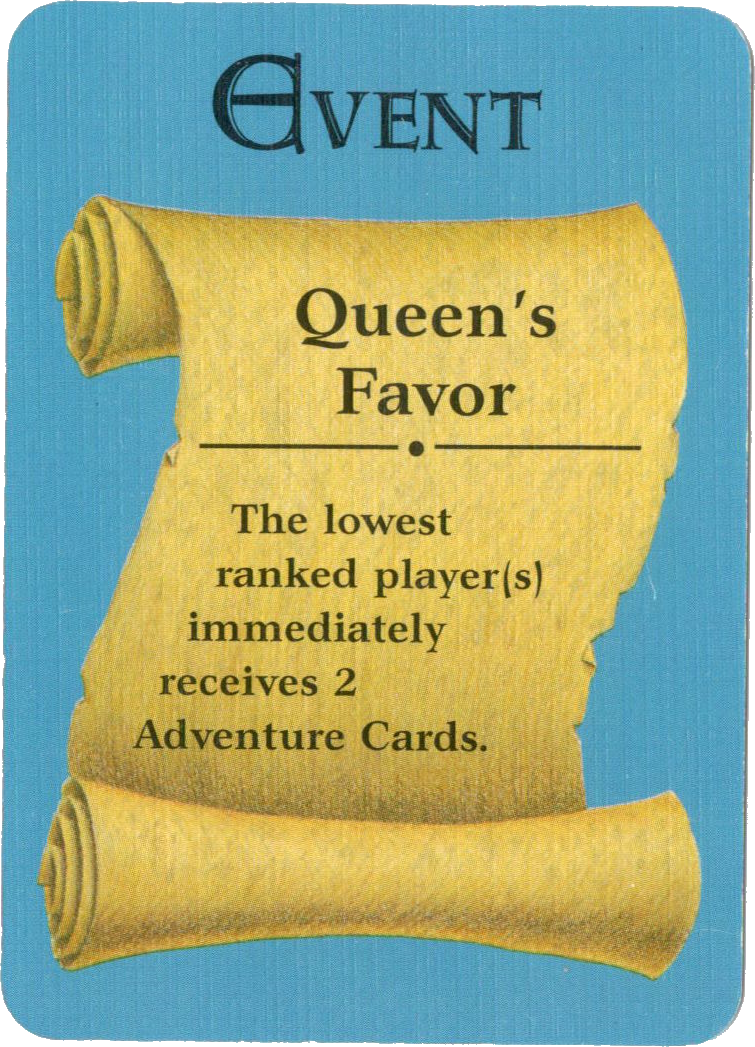 EVENT
Queen's
Favor
The lowest
ranked player(s)
immediately
receives 2
Adventure Cards.